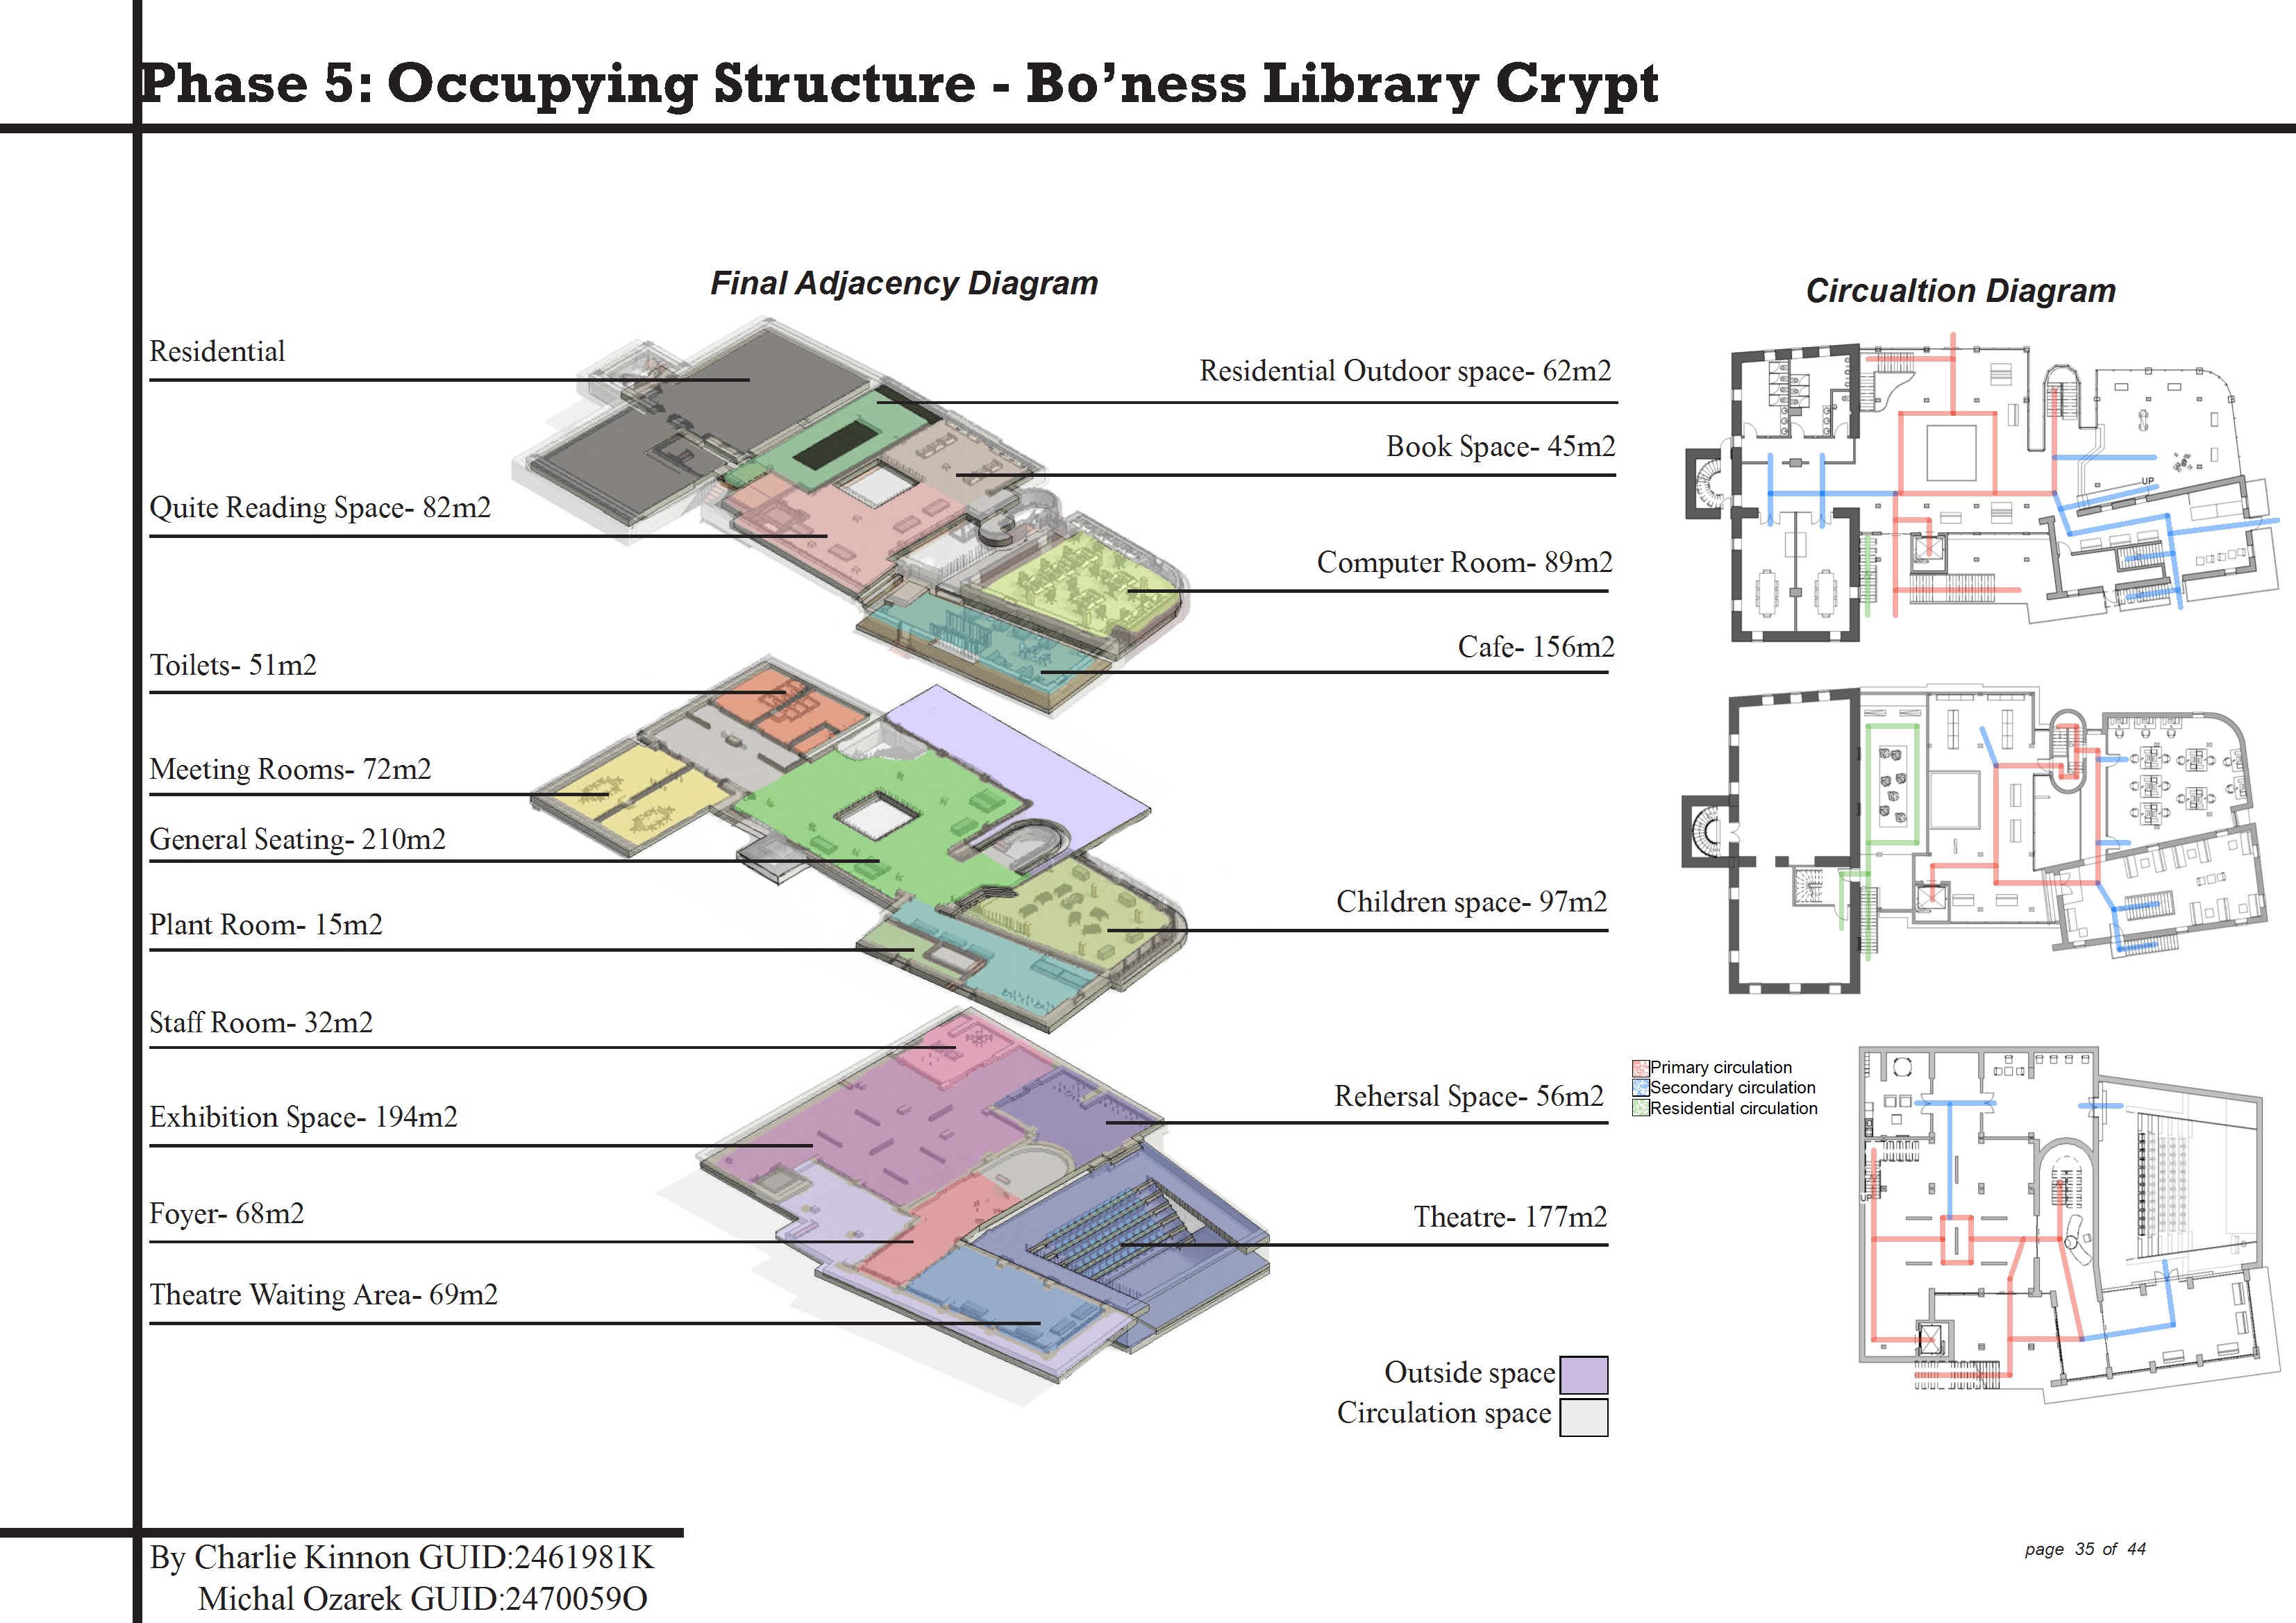 Phase 5: Occupying Structure - Bo’ness Library Crypt
Final Adjacency Diagram
Residential
Quite Reading Space- 82m2
Toilets- 51m2
Meeting Rooms- 72m2
General Seating- 210m2
Plant Room- 15m2
Staff Room- 32m2
Exhibition Space- 194m2
Foyer- 68m2
Theatre Waiting Area- 69m2
Residential Outdoor space- 62m2
Book Space- 45m2
Computer Room- 89m2
Cafe- 156m2
Children space- 97m2
Rehersal Space- 56m2
Theatre- 177m2
Outside space
Circulation space
Circualtion Diagram
UP
Primary circulation
Secondary circulation
Residential circulation
UP
By Charlie Kinnon GUID:2461981K
Michal Ozarek GUID:2470059O
page 35 of 44